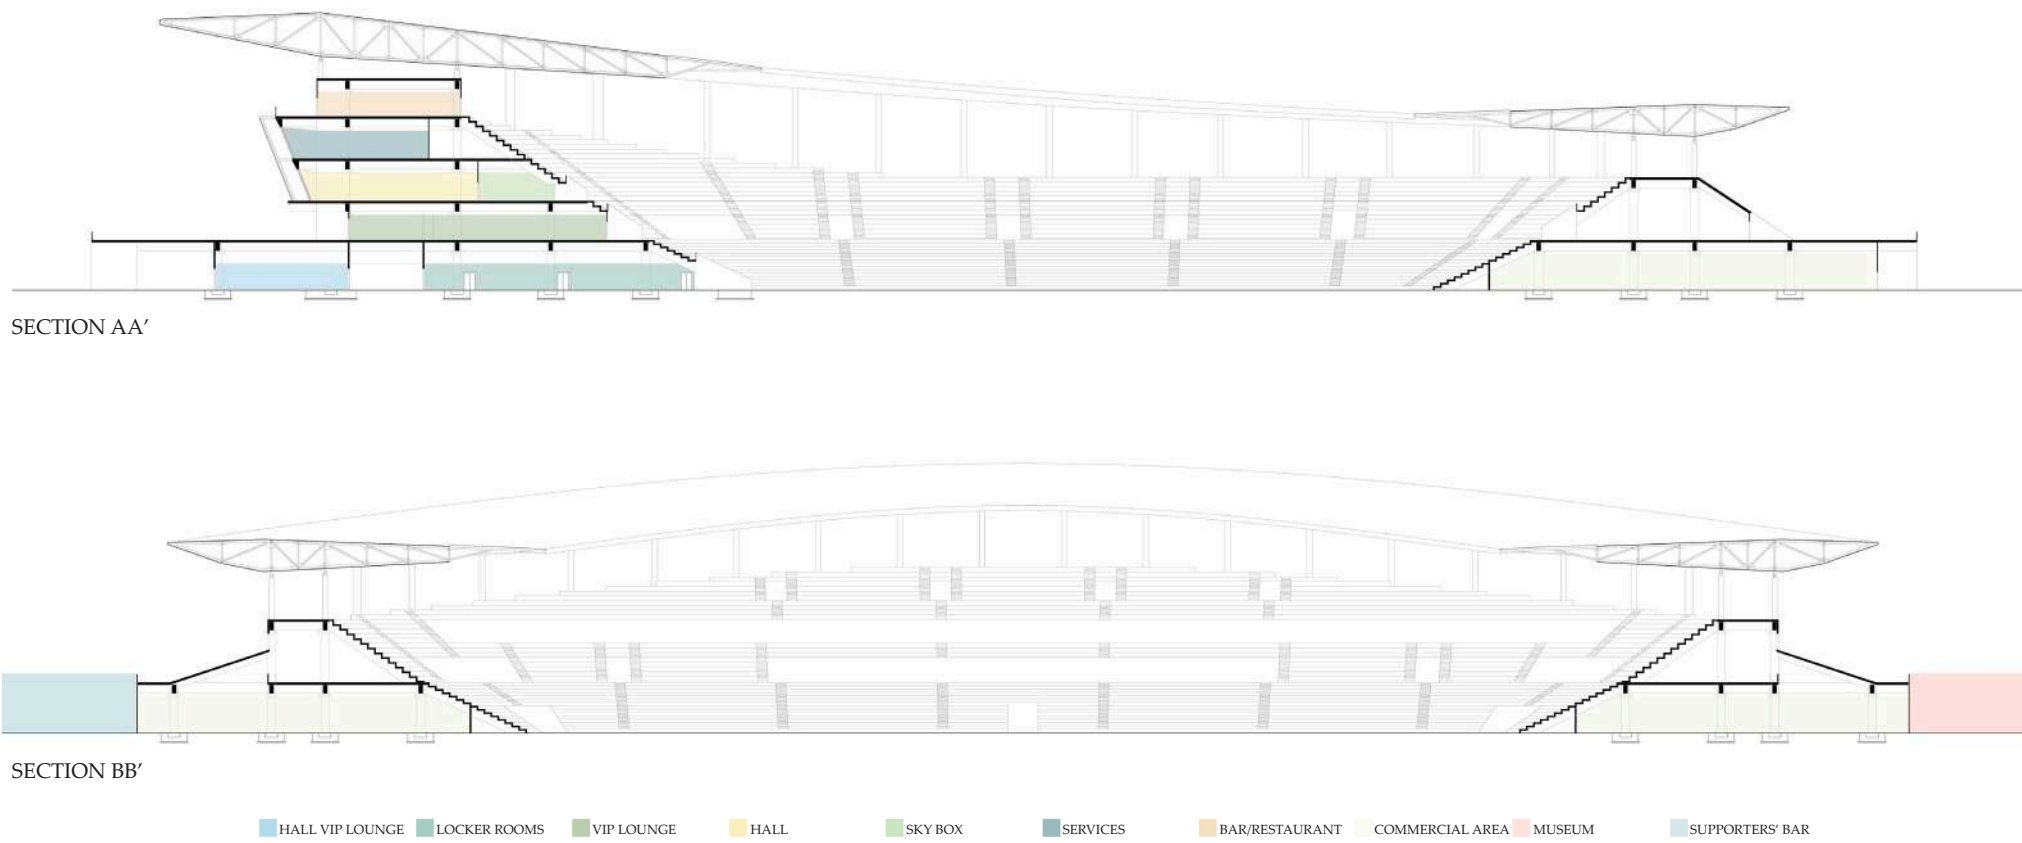 SECTION AA′
SECTION BB′
HALL VIP LOUNGE LOCKER ROOMS VIP LOUNGE HALL SKY BOX SERVICES BAR/RESTAURANT COMMERCIAL AREA MUSEUM SUPPORTERS’ BAR